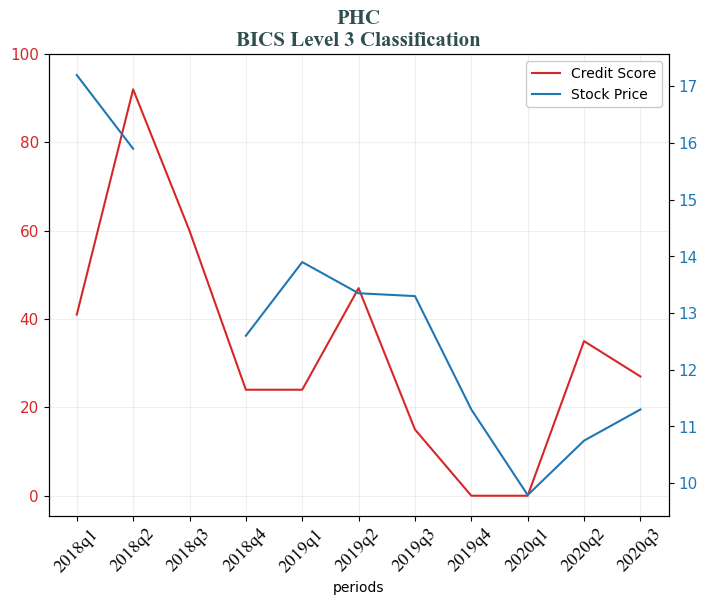 PHC
BICS Level 3 Classification
100
80
60
40
20
0
Credit Score
Stock Price
17
16
15
14
13
12
11
10
2018q1
2018q2
2018q3
2018q4
2019q1
2019q2
2019q3
2019q4
2020q1
2020q2
2020q3
periods